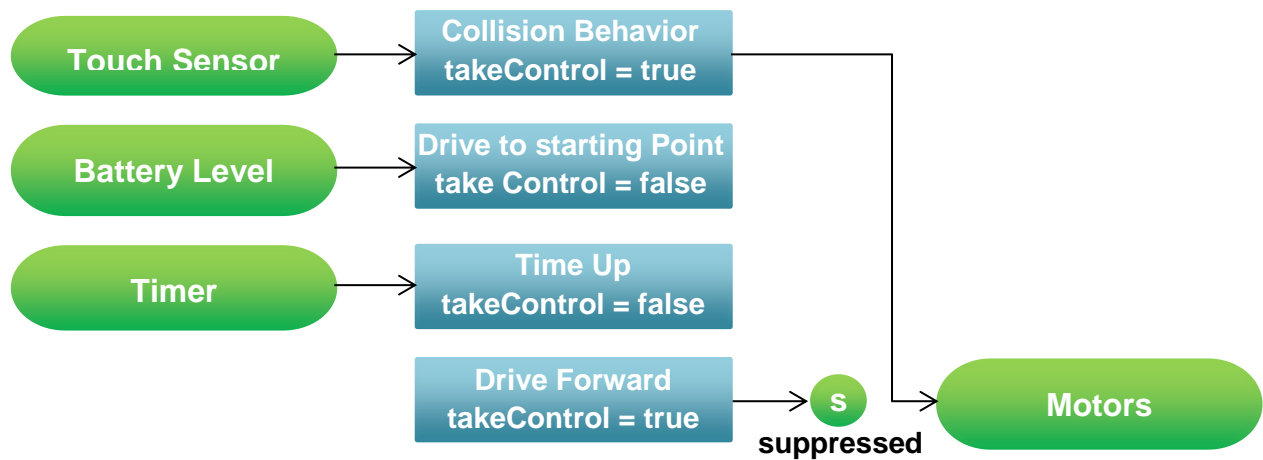 Touch Sensor
Collision Behavior
takeControl = true
Battery Level
Drive to starting Point
take Control = false
Timer
Time Up
takeControl = false
Drive Forward
takeControl = true
s
suppressed
Motors